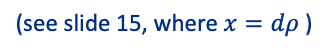 (see slide 15, where 𝑥 = 𝑑𝜌 )